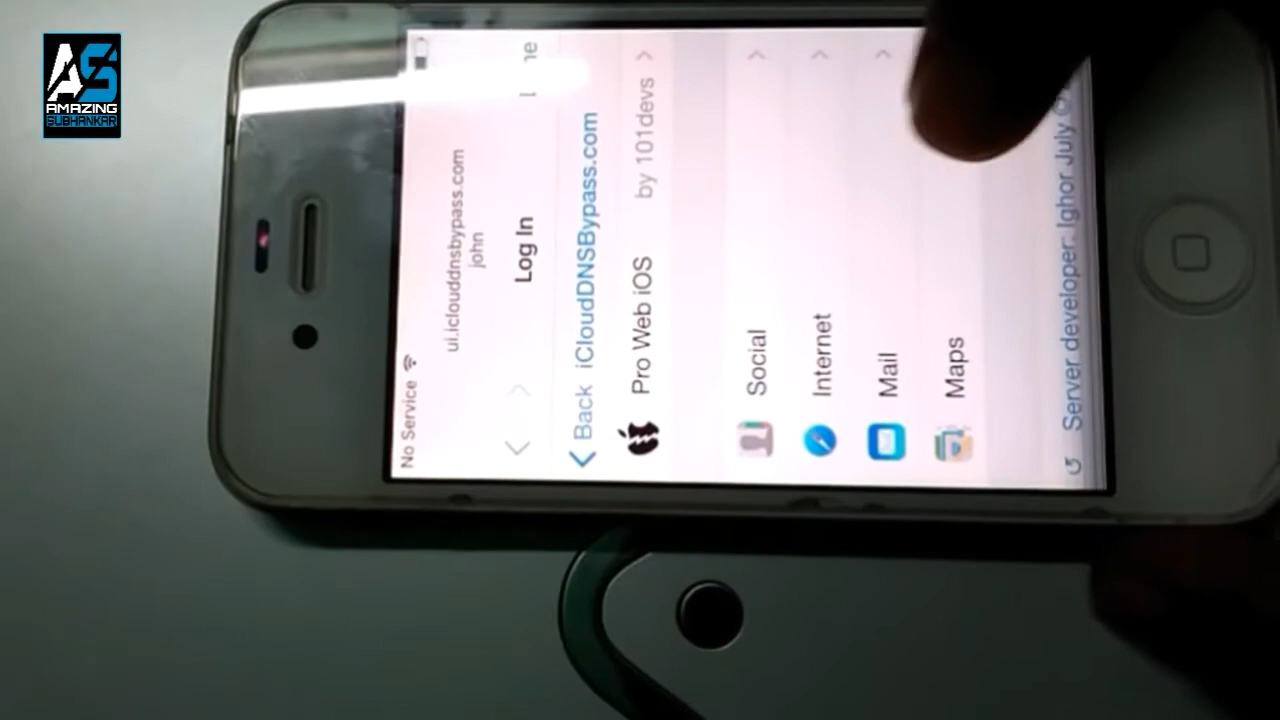 AS
AMAZING
SUBHANKAR
No Service
ui.iclouddnsbypass.com
john
Log In
Back iCloudDNSBypass.com
Pro Web iOS by 101devs
Social
Internet
Mail
Maps
Server developer: Ighor July